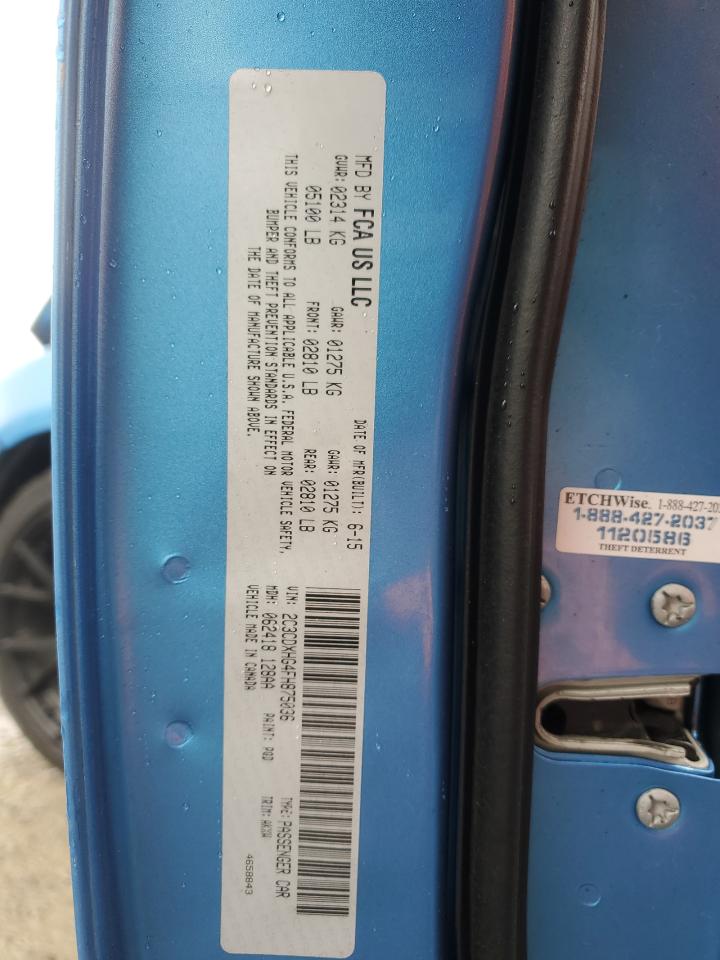 MFD BY FCA US LLC
DATE OF MFR(BUILT): 6-15
GVWR: 02314 KG
GAWR: 01275 KG
GAWR: 01275 KG
05100 LB
FRONT: 02810 LB
REAR: 02810 LB
THIS VEHICLE CONFORMS TO ALL APPLICABLE U.S.A. FEDERAL MOTOR VEHICLE SAFETY,
BUMPER AND THEFT PREVENTION STANDARDS IN EFFECT ON
THE DATE OF MANUFACTURE SHOWN ABOVE.
VIN: 2C3CDXHG4FH875036
TYPE: PASSENGER CAR
MDH: 062418 128AA
PAINT: PQD
TRIM:
VEHICLE MADE IN CANADA
4658843
ETCHWise. 1-888-427-203
1-888-427-2037
1120586
THEFT DETERRENT